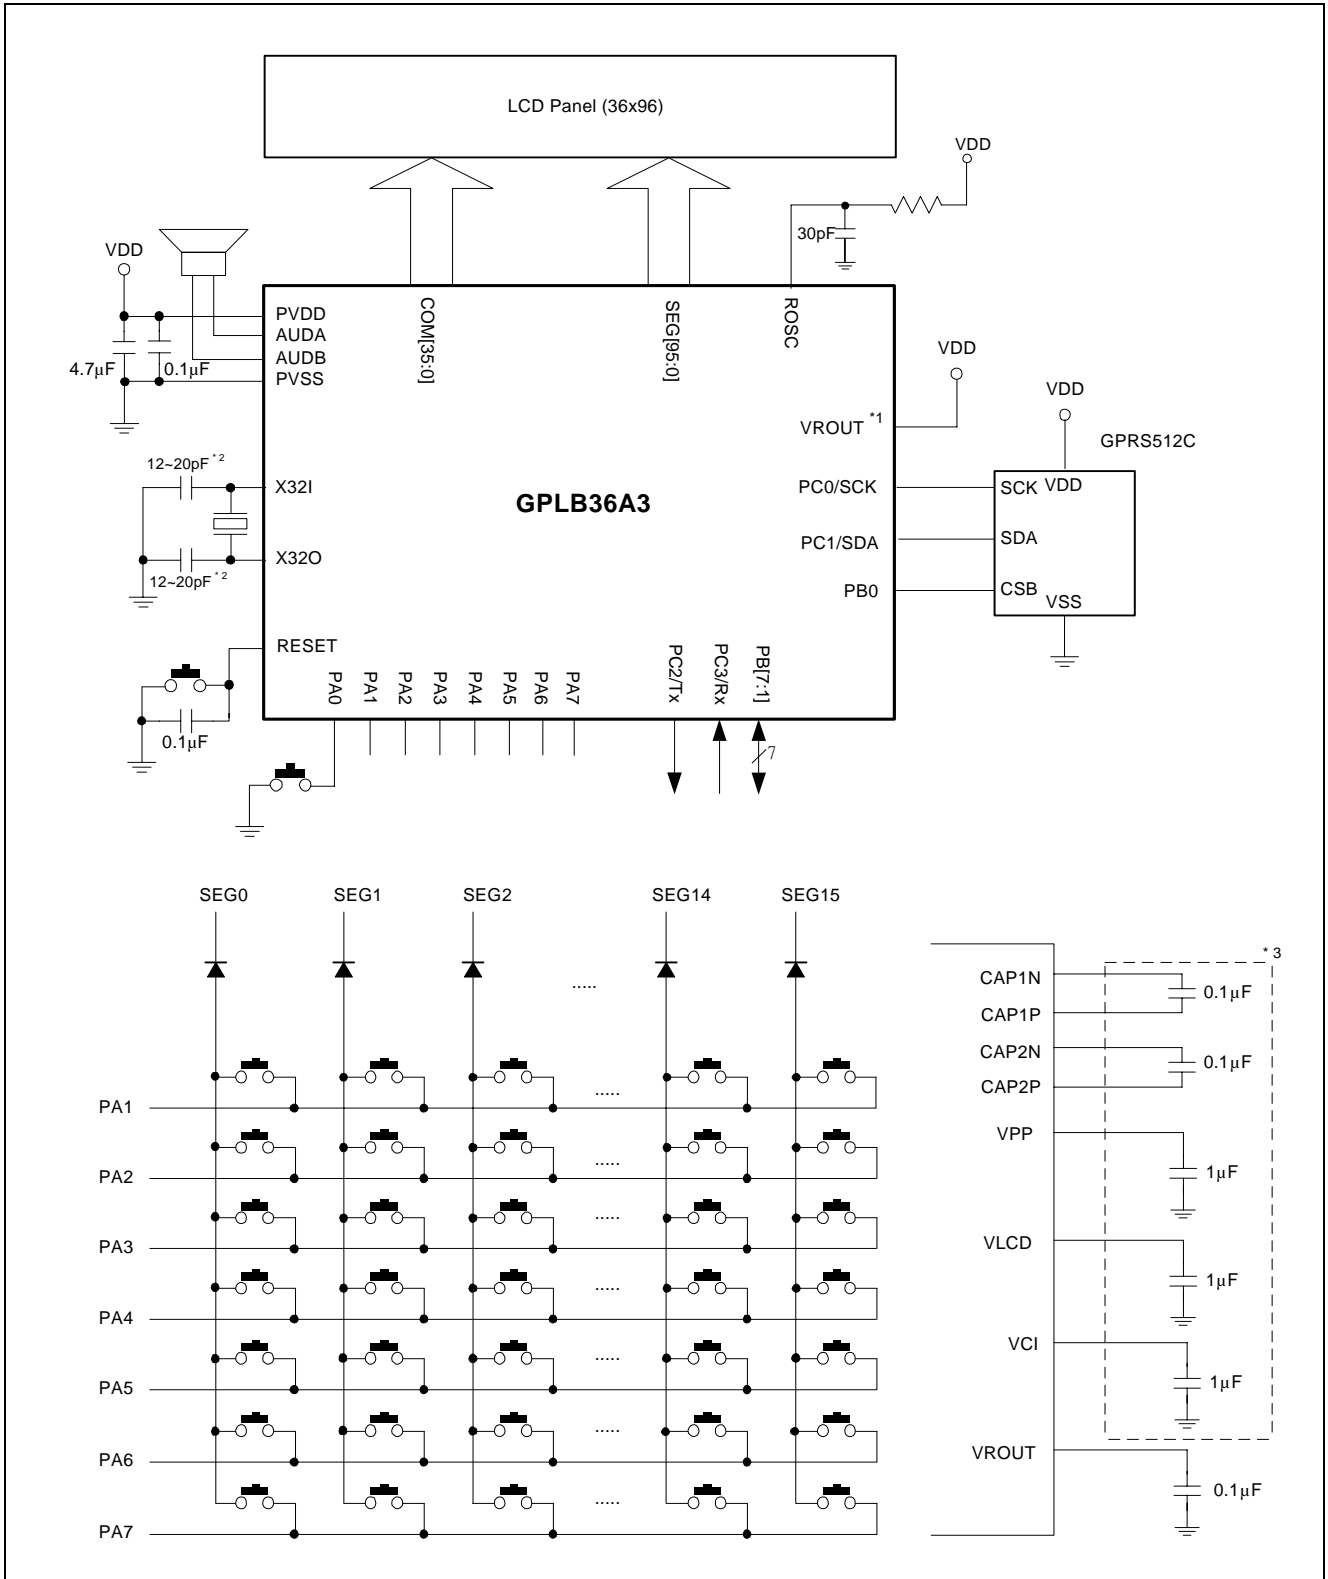 LCD Panel (36x96)
VDD
30pF
VDD
4.7μF
0.1μF
PVDD
AUDA
AUDB
PVSS
COM[35:0]
SEG[95:0]
ROSC
VDD
VROUT *1
VDD
GPRS512C
12~20pF *2
X32I
X32O
12~20pF *2
GPLB36A3
PC0/SCK
PC1/SDA
PB0
SCK
VDD
SDA
CSB
VSS
RESET
0.1μF
PA0
PA1
PA2
PA3
PA4
PA5
PA6
PA7
PC2/Tx
PC3/Rx
PB[7:1]
7
SEG0
SEG1
SEG2
SEG14
SEG15
.....
PA1
.....
PA2
.....
PA3
.....
PA4
.....
PA5
.....
PA6
.....
PA7
.....
* 3
CAP1N
0.1μF
CAP1P
CAP2N
0.1μF
CAP2P
VPP
1μF
VLCD
1μF
VCI
1μF
VROUT
0.1μF